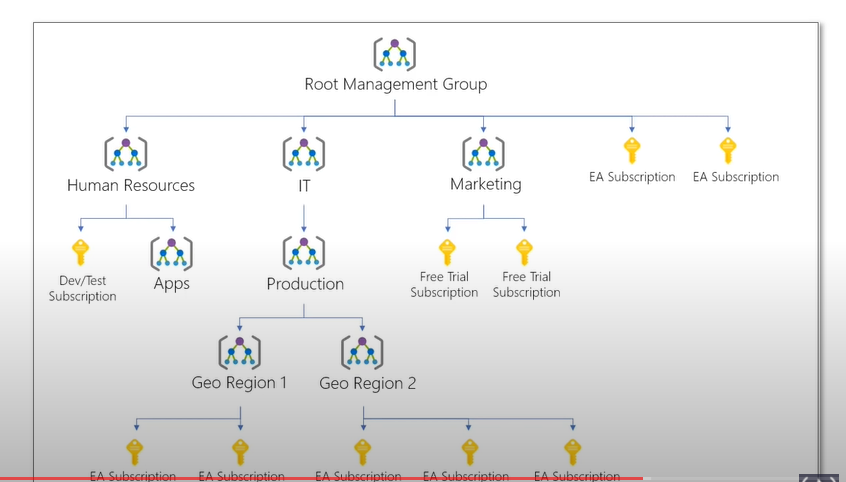 Root Management Group
Human Resources
IT
Marketing
EA Subscription
EA Subscription
Dev/Test
Subscription
Apps
Production
Free Trial
Subscription
Free Trial
Subscription
Geo Region 1
Geo Region 2
EA Subscription
EA Subscription
EA Subscription
EA Subscription
EA Subscription